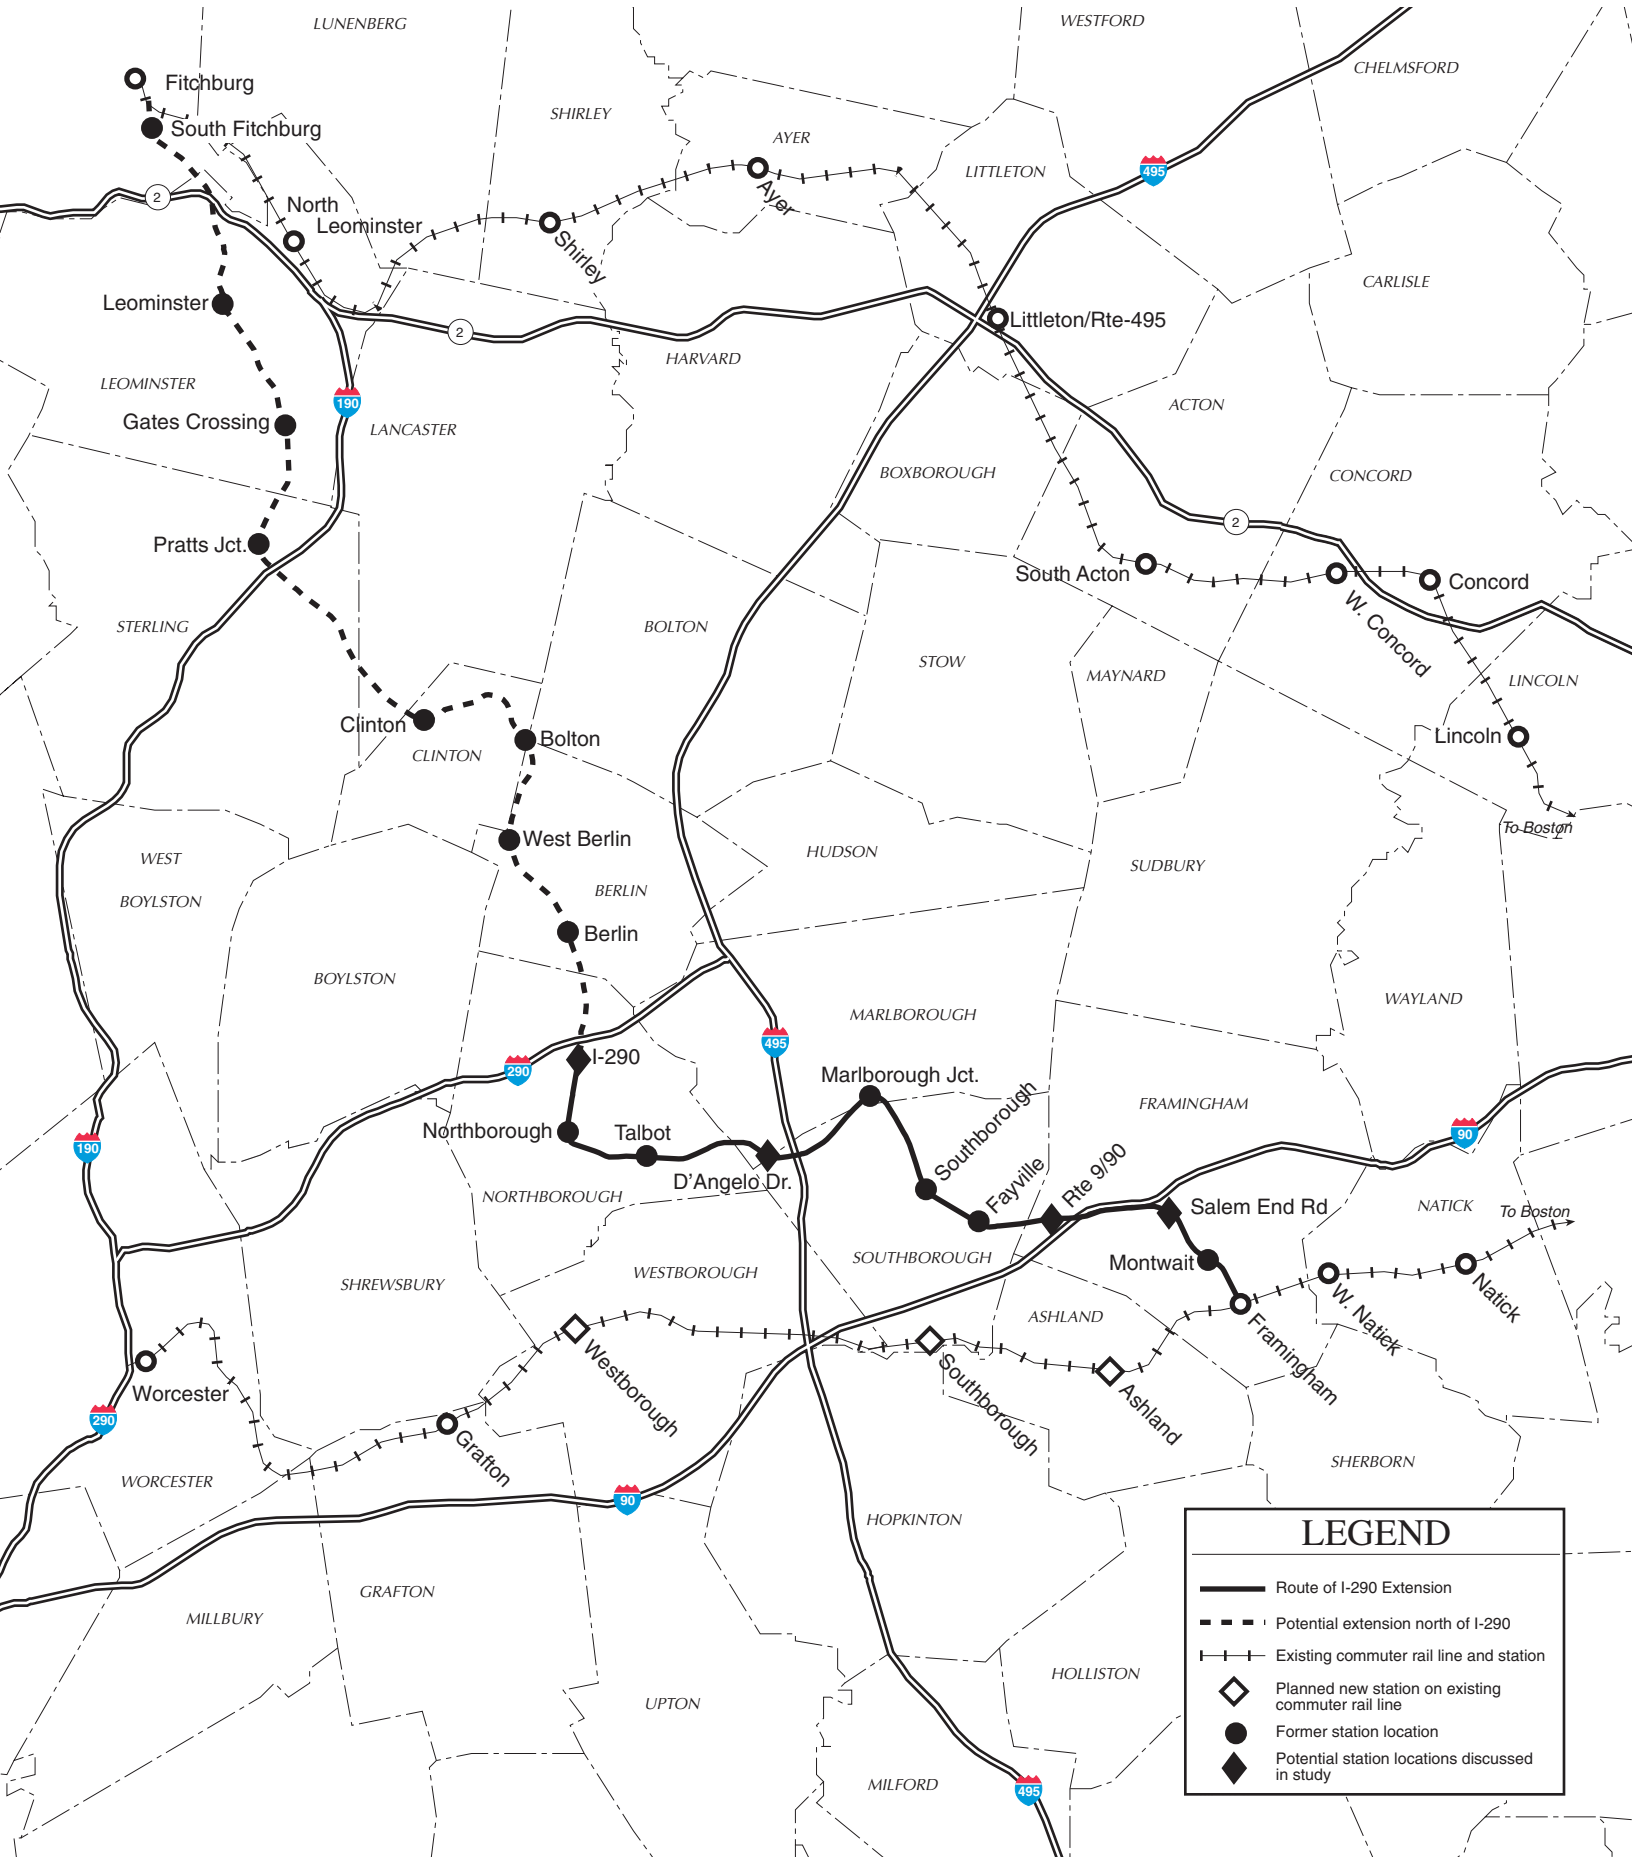 LUNENBERG
WESTFORD
CHELMSFORD
Fitchburg
SHIRLEY
South Fitchburg
AYER
LITTLETON
495
Ayer
2
North
Leominster
Shirley
CARLISLE
Leominster
2
Littleton/Rte-495
HARVARD
LEOMINSTER
190
ACTON
Gates Crossing
LANCASTER
BOXBOROUGH
CONCORD
2
Pratts Jct.
South Acton
W. Concord
Concord
STERLING
BOLTON
STOW
MAYNARD
LINCOLN
Clinton
Bolton
Lincoln
CLINTON
To Boston
West Berlin
HUDSON
WEST
BOYLSTON
SUDBURY
BERLIN
Berlin
BOYLSTON
WAYLAND
MARLBOROUGH
495
I-290
290
Marlborough Jct.
FRAMINGHAM
90
Northborough
Talbot
190
Southborough
Fayville
Rte 9/90
D'Angelo Dr.
NORTHBOROUGH
Salem End Rd
NATICK
To Boston
SOUTHBOROUGH
Montwait
WESTBOROUGH
SHREWSBURY
ASHLAND
W. Natick
Natick
Framingham
Westborough
Southborough
Ashland
Worcester
290
Grafton
SHERBORN
WORCESTER
90
HOPKINTON
GRAFTON
MILLBURY
HOLLISTON
UPTON
MILFORD
495
LEGEND
Route of I-290 Extension
Potential extension north of I-290
Existing commuter rail line and station
Planned new station on existing
commuter rail line
Former station location
Potential station locations discussed
in study